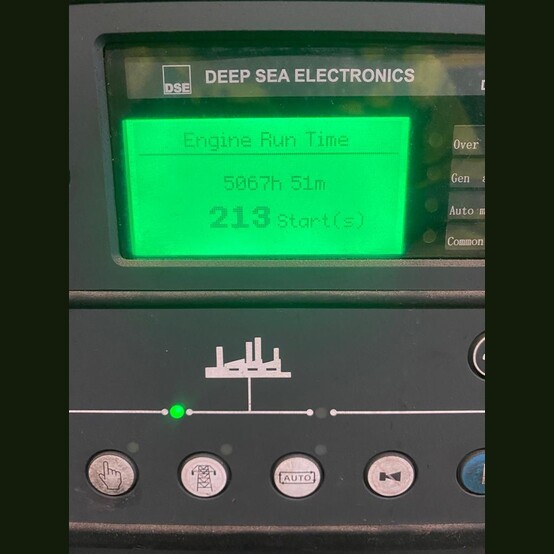 DSE
DEEP SEA ELECTRONICS
Engine Run Time
5067h 51m
213 Start(s)
Over
Gen a
Auto m
Common
AUTO